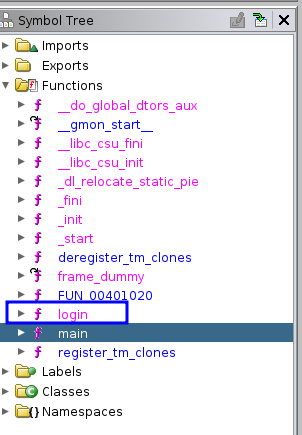 Symbol Tree
Imports
Exports
Functions
__do_global_dtors_aux
__gmon_start__
__libc_csu_fini
__libc_csu_init
_dl_relocate_static_pie
_fini
_init
_start
deregister_tm_clones
frame_dummy
FUN_00401020
login
main
register_tm_clones
Labels
Classes
Namespaces